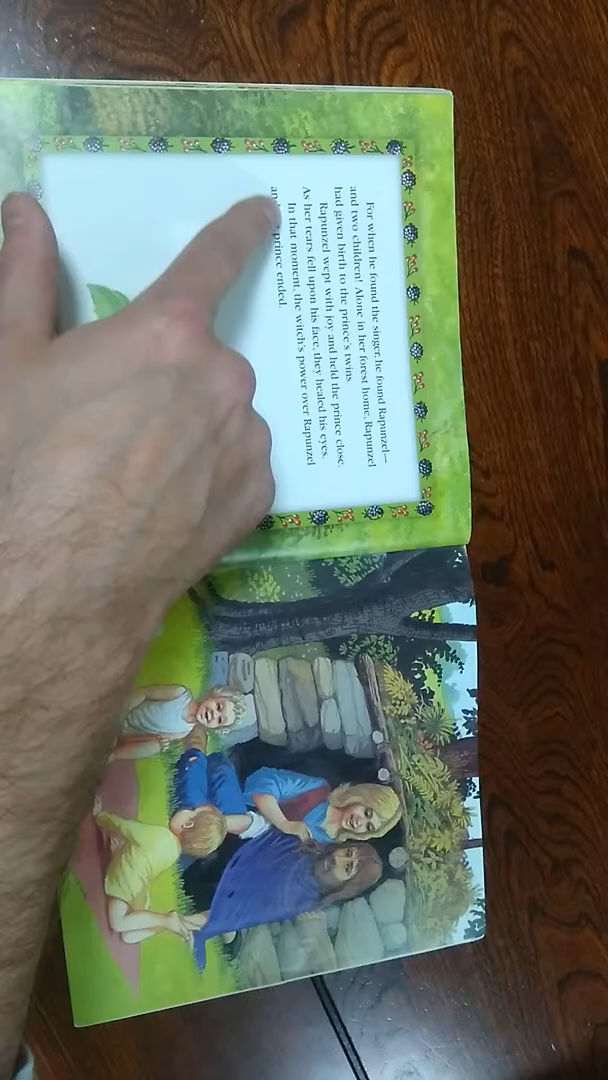 For when he found the singer, he found Rapunzel—
and two children! Alone in her forest home, Rapunzel
had given birth to the prince's twins.
Rapunzel wept with joy and held the prince close.
As her tears fell upon his face, they healed his eyes.
In that moment, the witch's power over Rapunzel
prince ended.